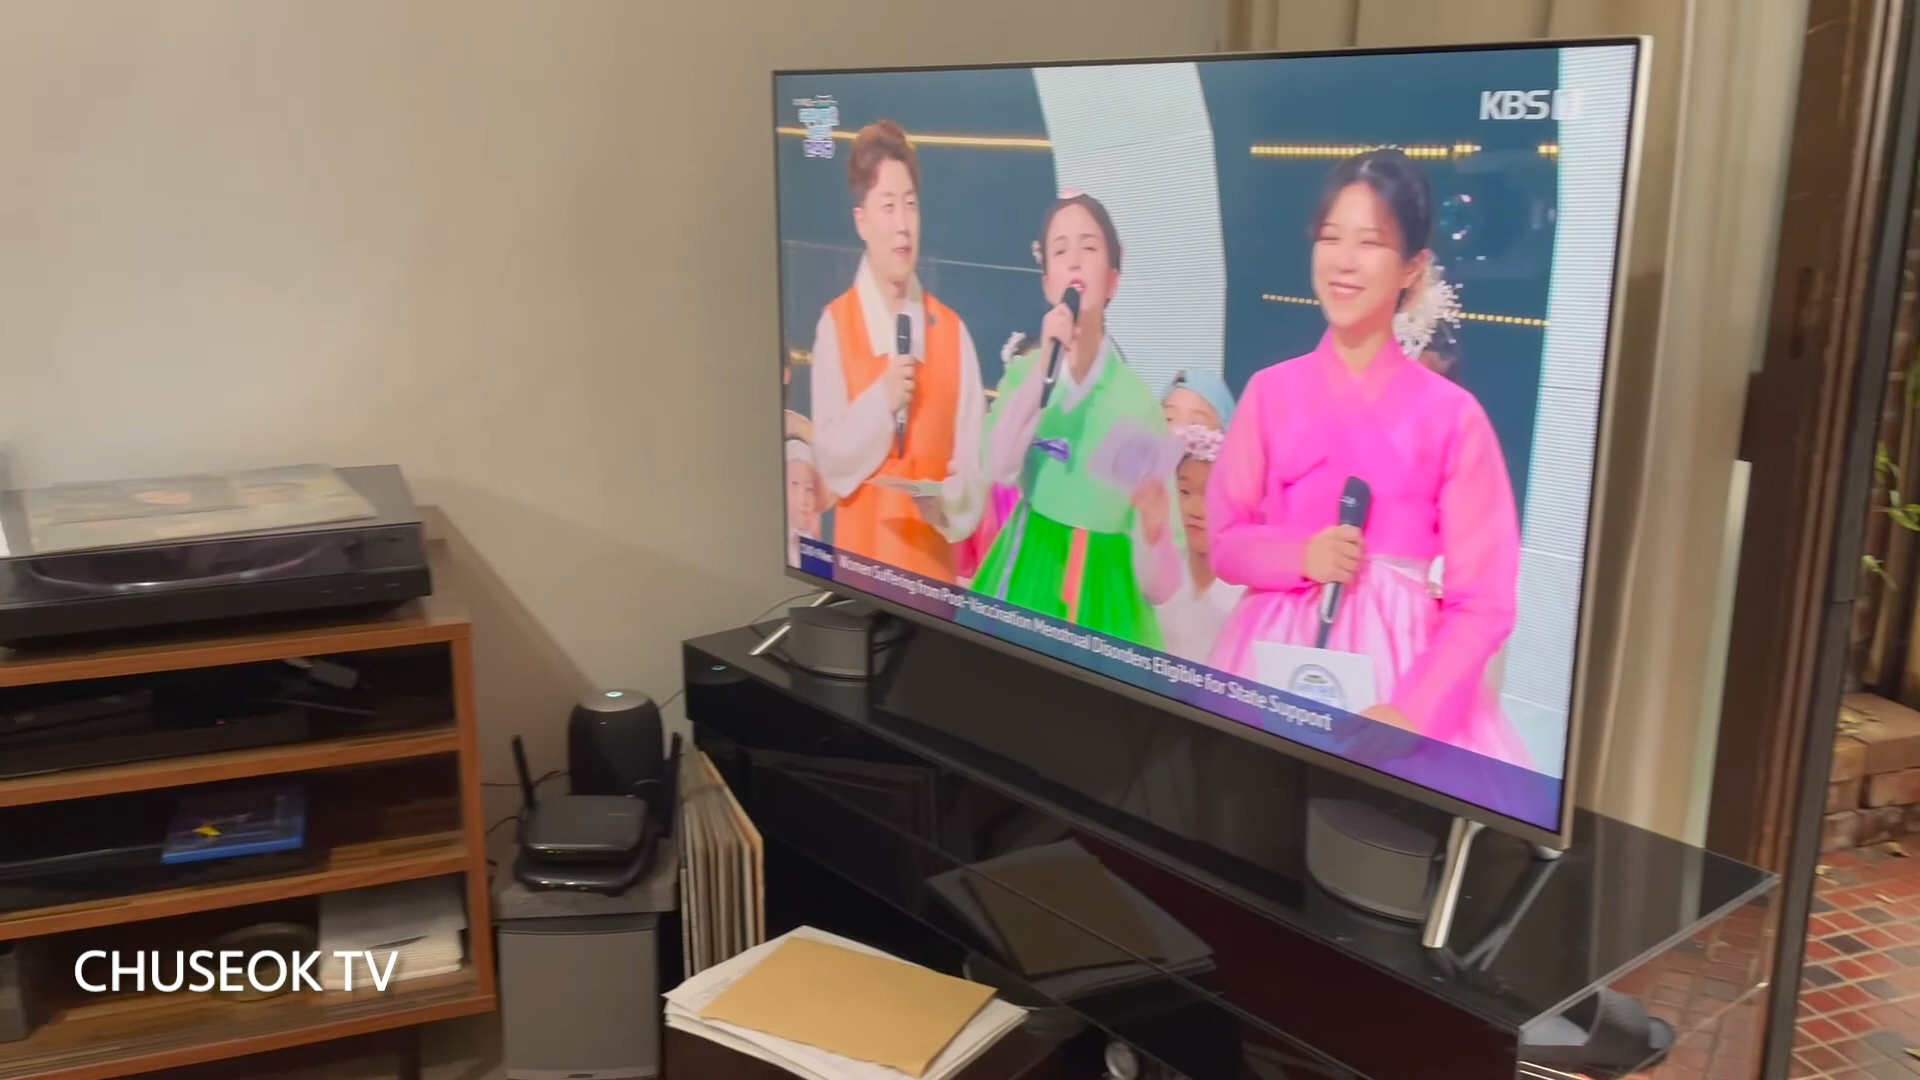 KBS
Women Suffering from Post-Vaccination Menstrual Disorders Eligible for State Support
CHUSEOK TV